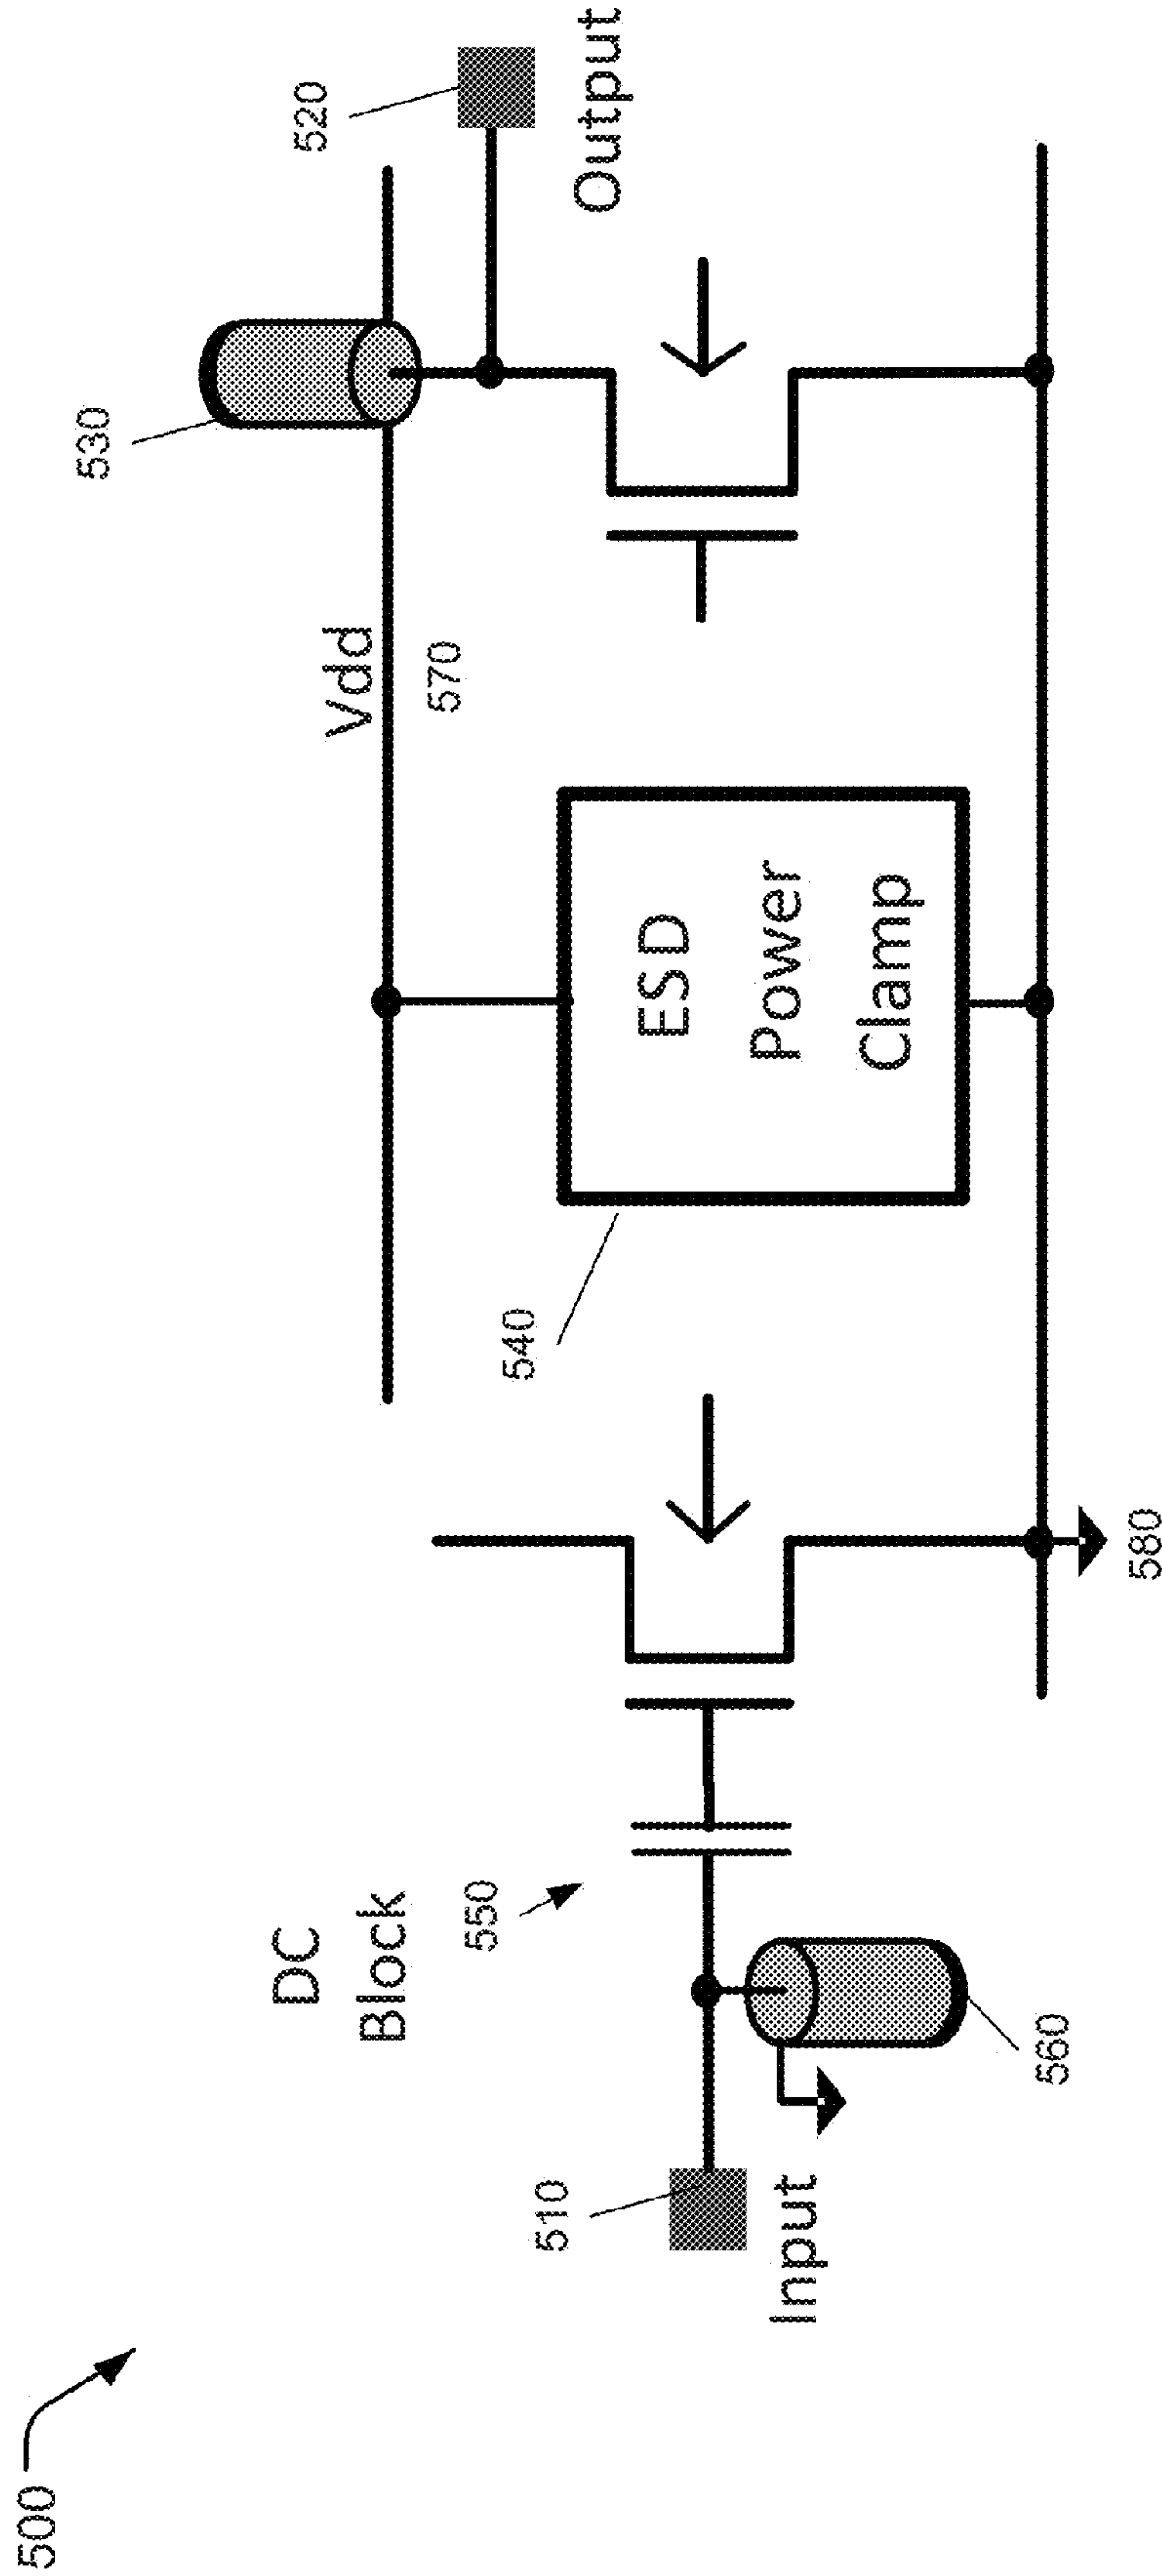 500
530
520
Vdd
570
Output
DC
Block
550
540
ESD
Power
Clamp
510
Input
560
580